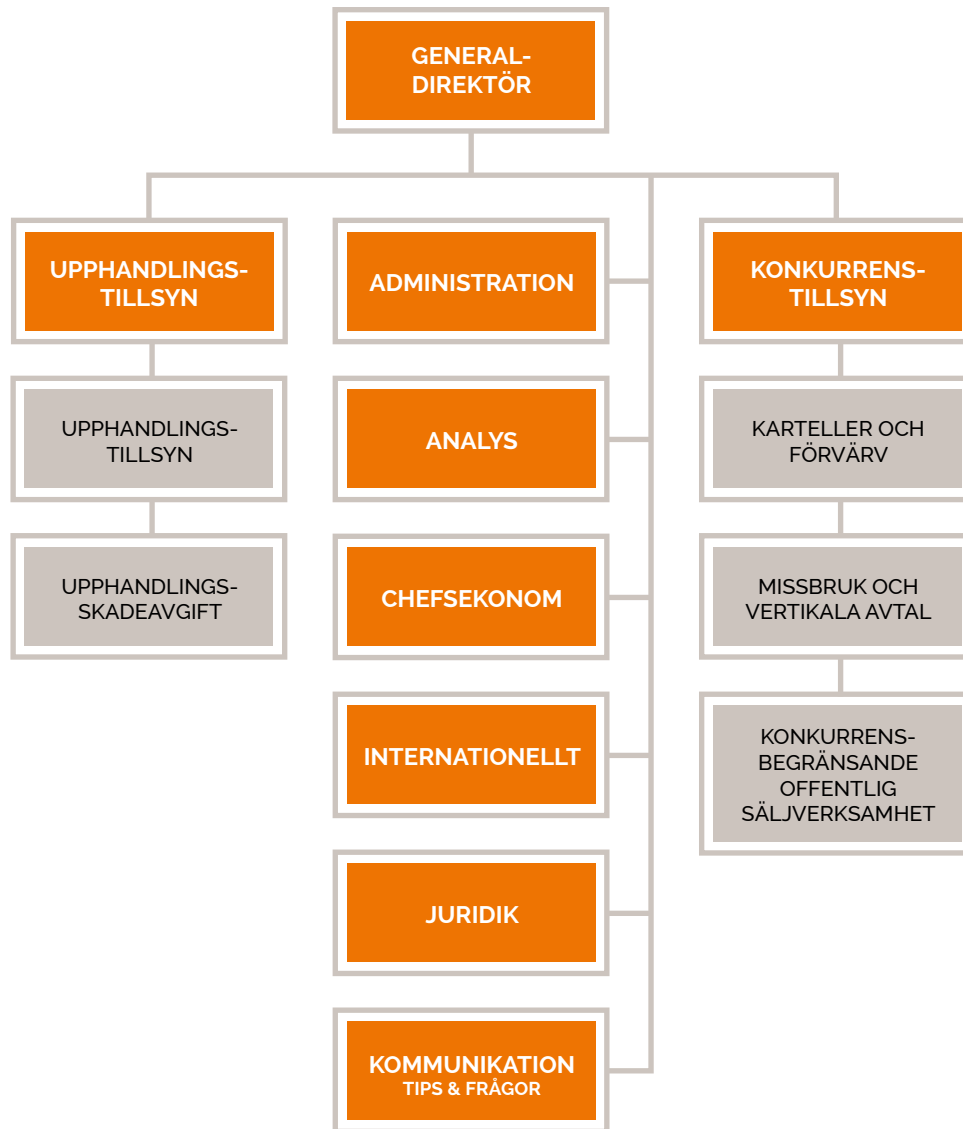 GENERAL-
DIREKTÖR
UPPHANDLINGS-
TILLSYN
UPPHANDLINGS-
TILLSYN
UPPHANDLINGS-
SKADEAVGIFT
ADMINISTRATION
ANALYS
CHEFSEKONOM
INTERNATIONELLT
JURIDIK
KOMMUNIKATION
TIPS & FRÅGOR
KONKURRENS-
TILLSYN
KARTELLER OCH
FÖRVÄRV
MISSBRUK OCH
VERTIKALA AVTAL
KONKURRENS-
BEGRÄNSANDE
OFFENTLIG
SÄLJVERKSAMHET